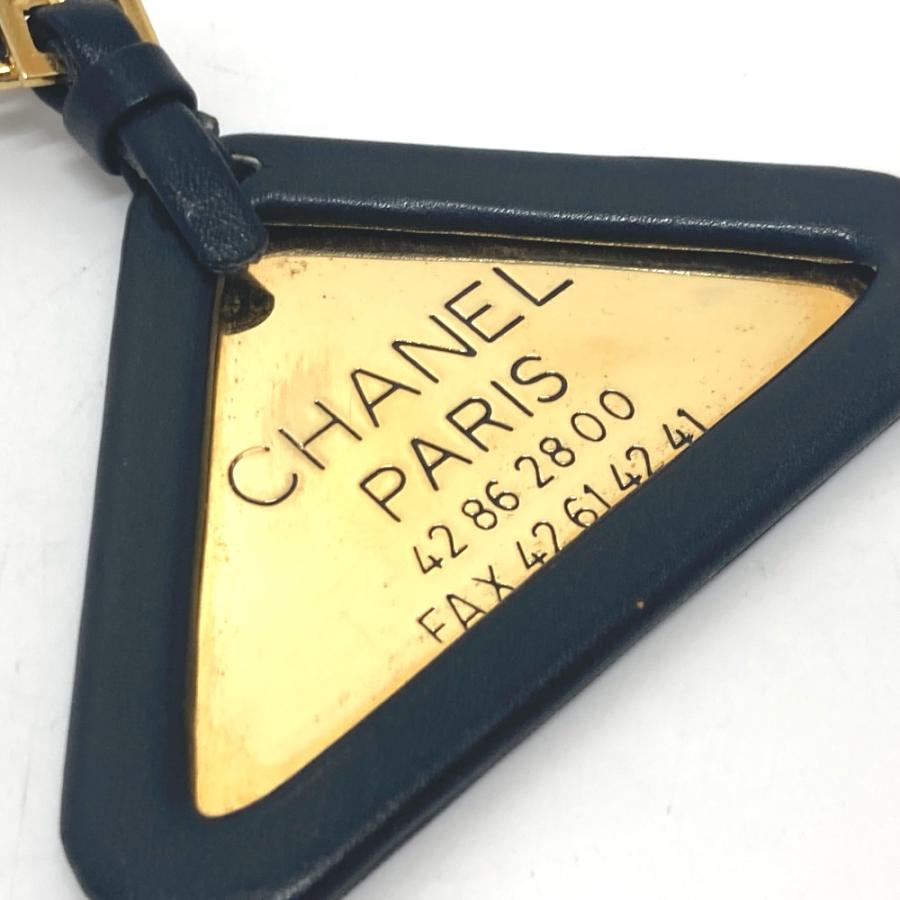 CHANEL
PARIS
42 86 28 00
FAX 42 61 42 41